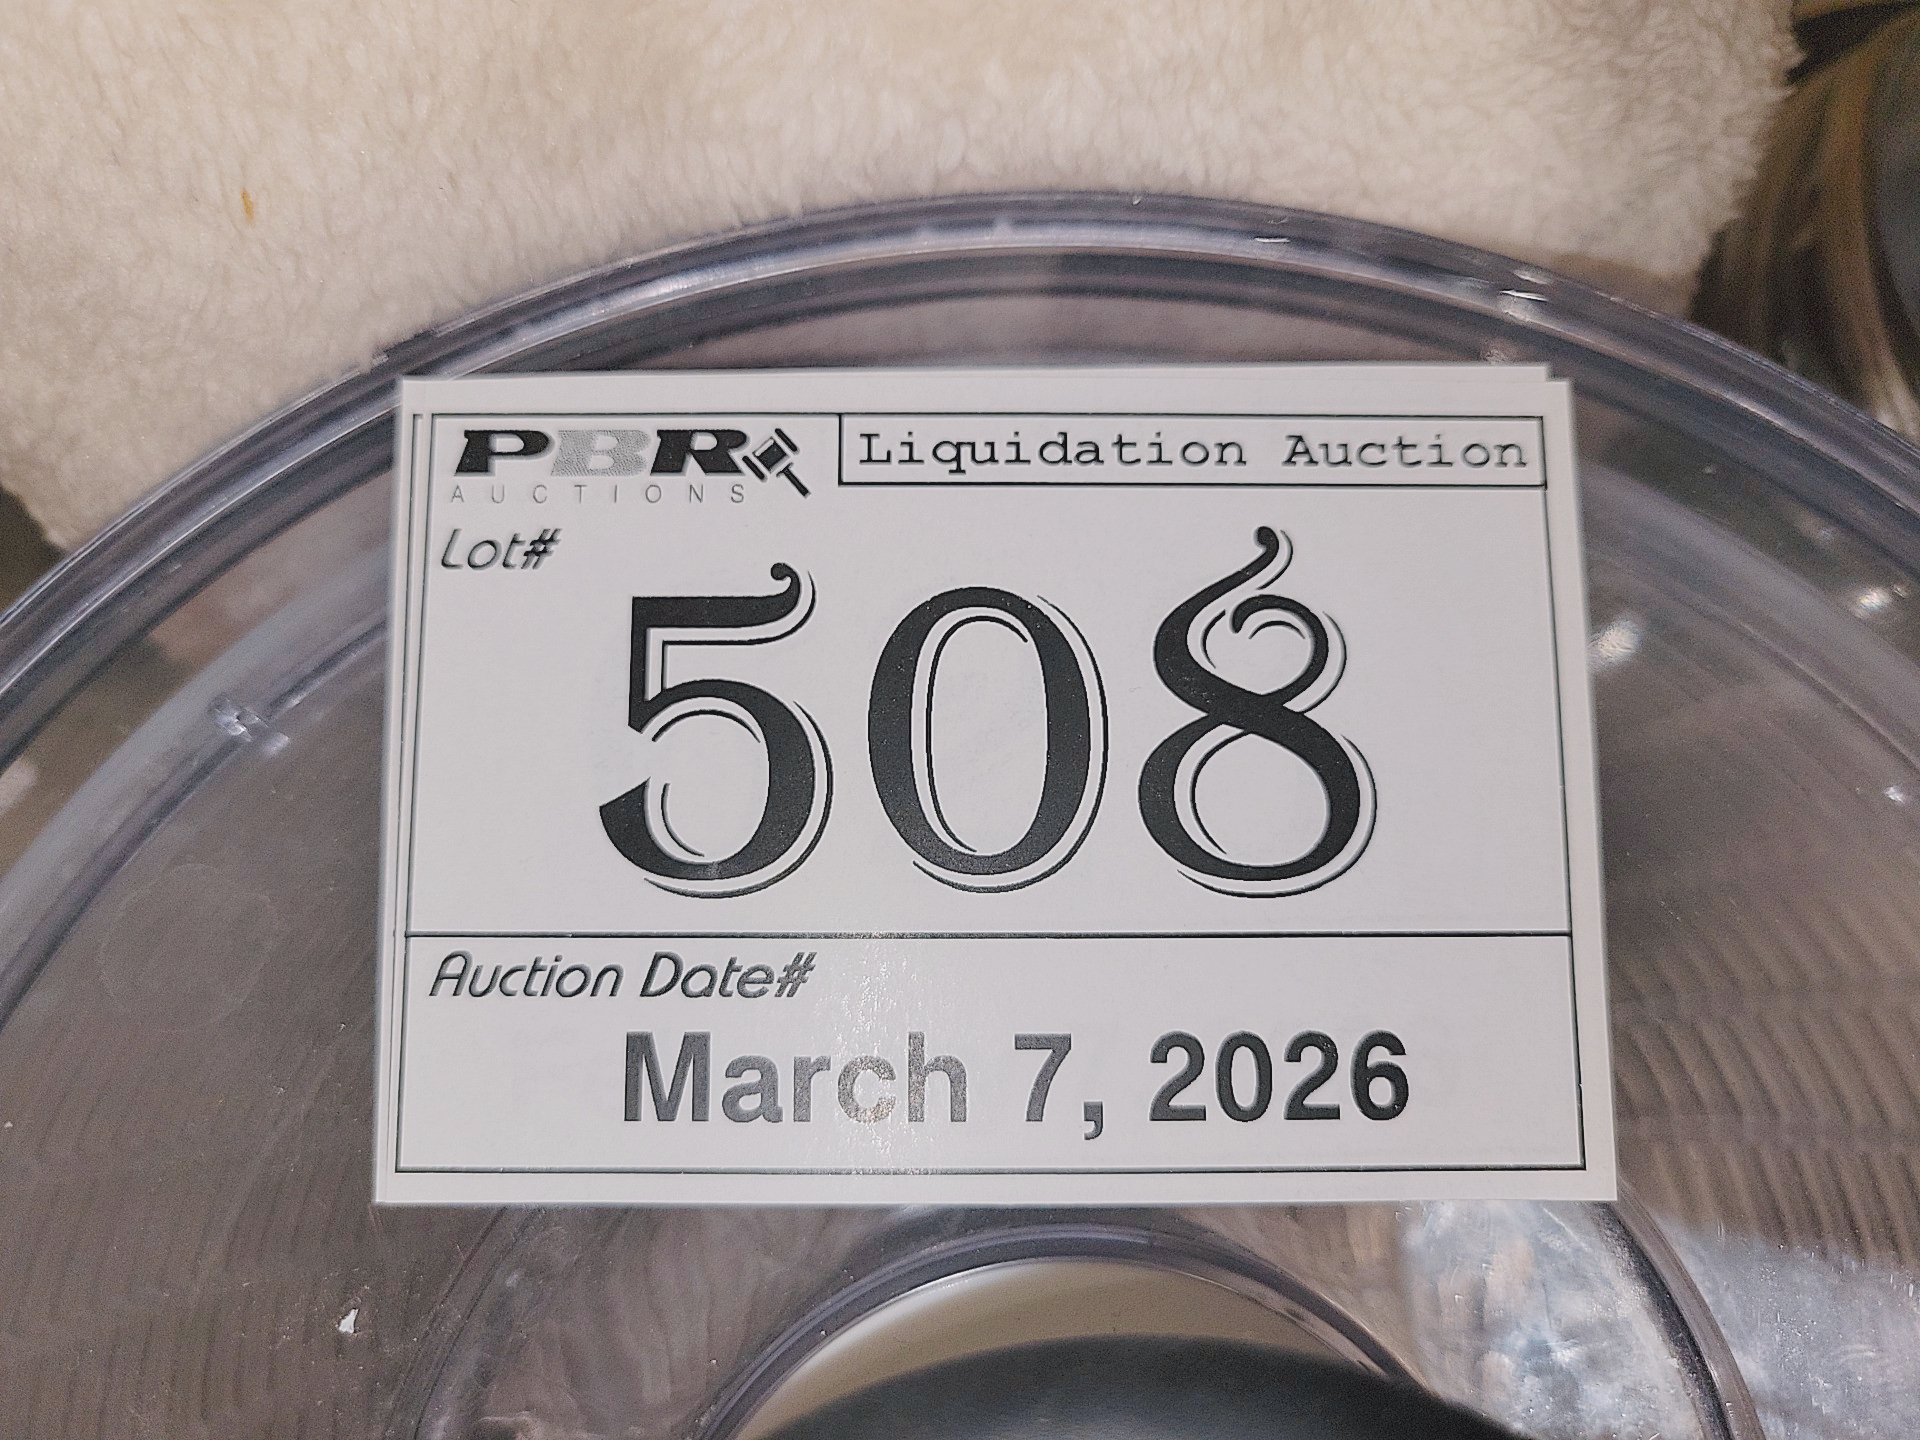 PBR
AUCTIONS
Liquidation Auction
Lot#
508
Auction Date#
March 7, 2026